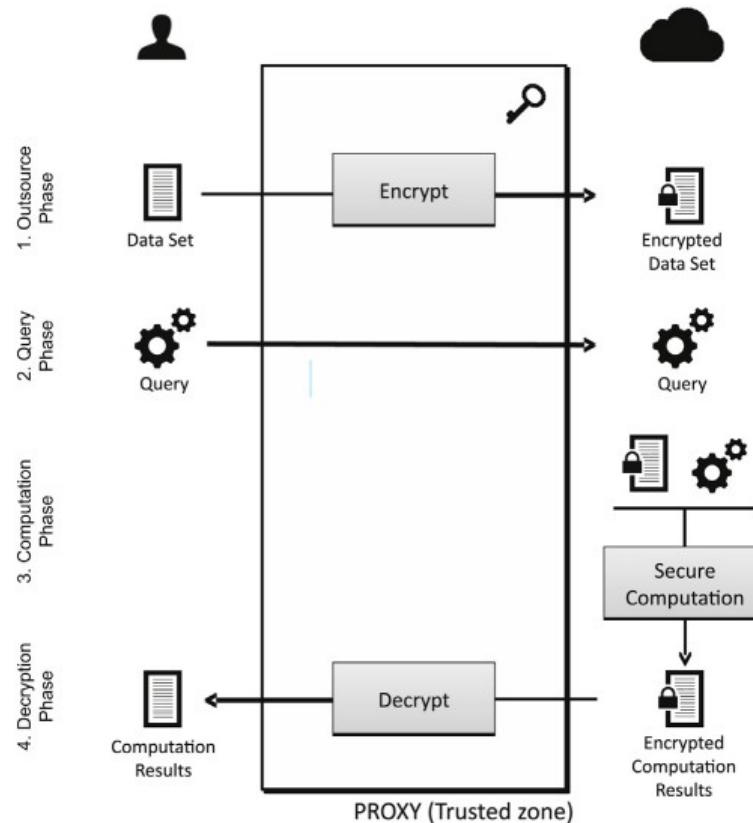 1. Outsource
Phase
Data Set
Encrypt
Encrypted
Data Set
2. Query
Phase
Query
Query
3. Computation
Phase
Secure
Computation
4. Decryption
Phase
Computation
Results
Decrypt
Encrypted
Computation
Results
PROXY (Trusted zone)